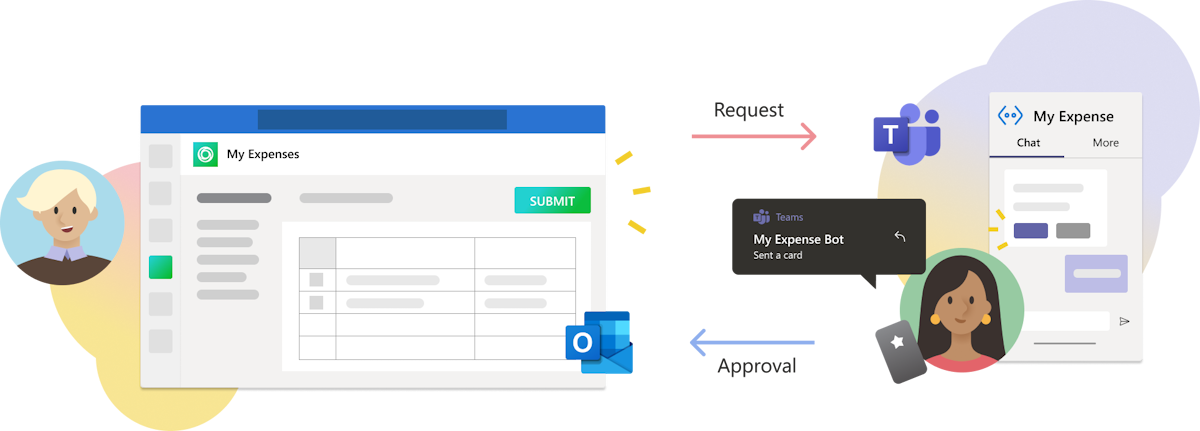 My Expenses
SUBMIT
O
Request
Approval
T
Teams
My Expense Bot
Sent a card
My Expense
Chat
More